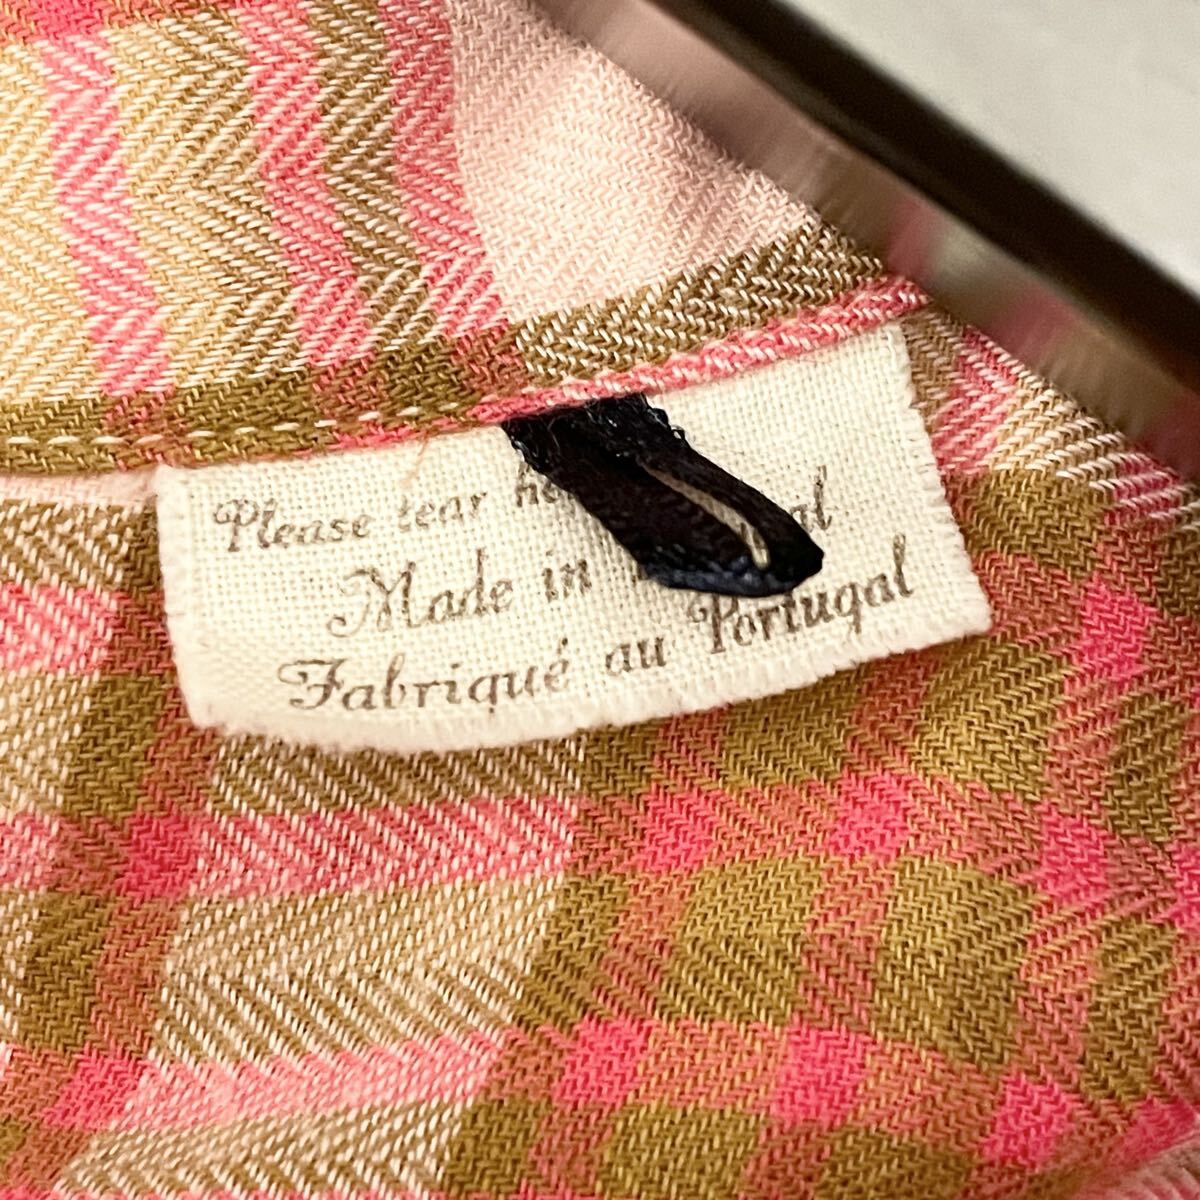 Please tear
Made in
Fabriqué au Portugal